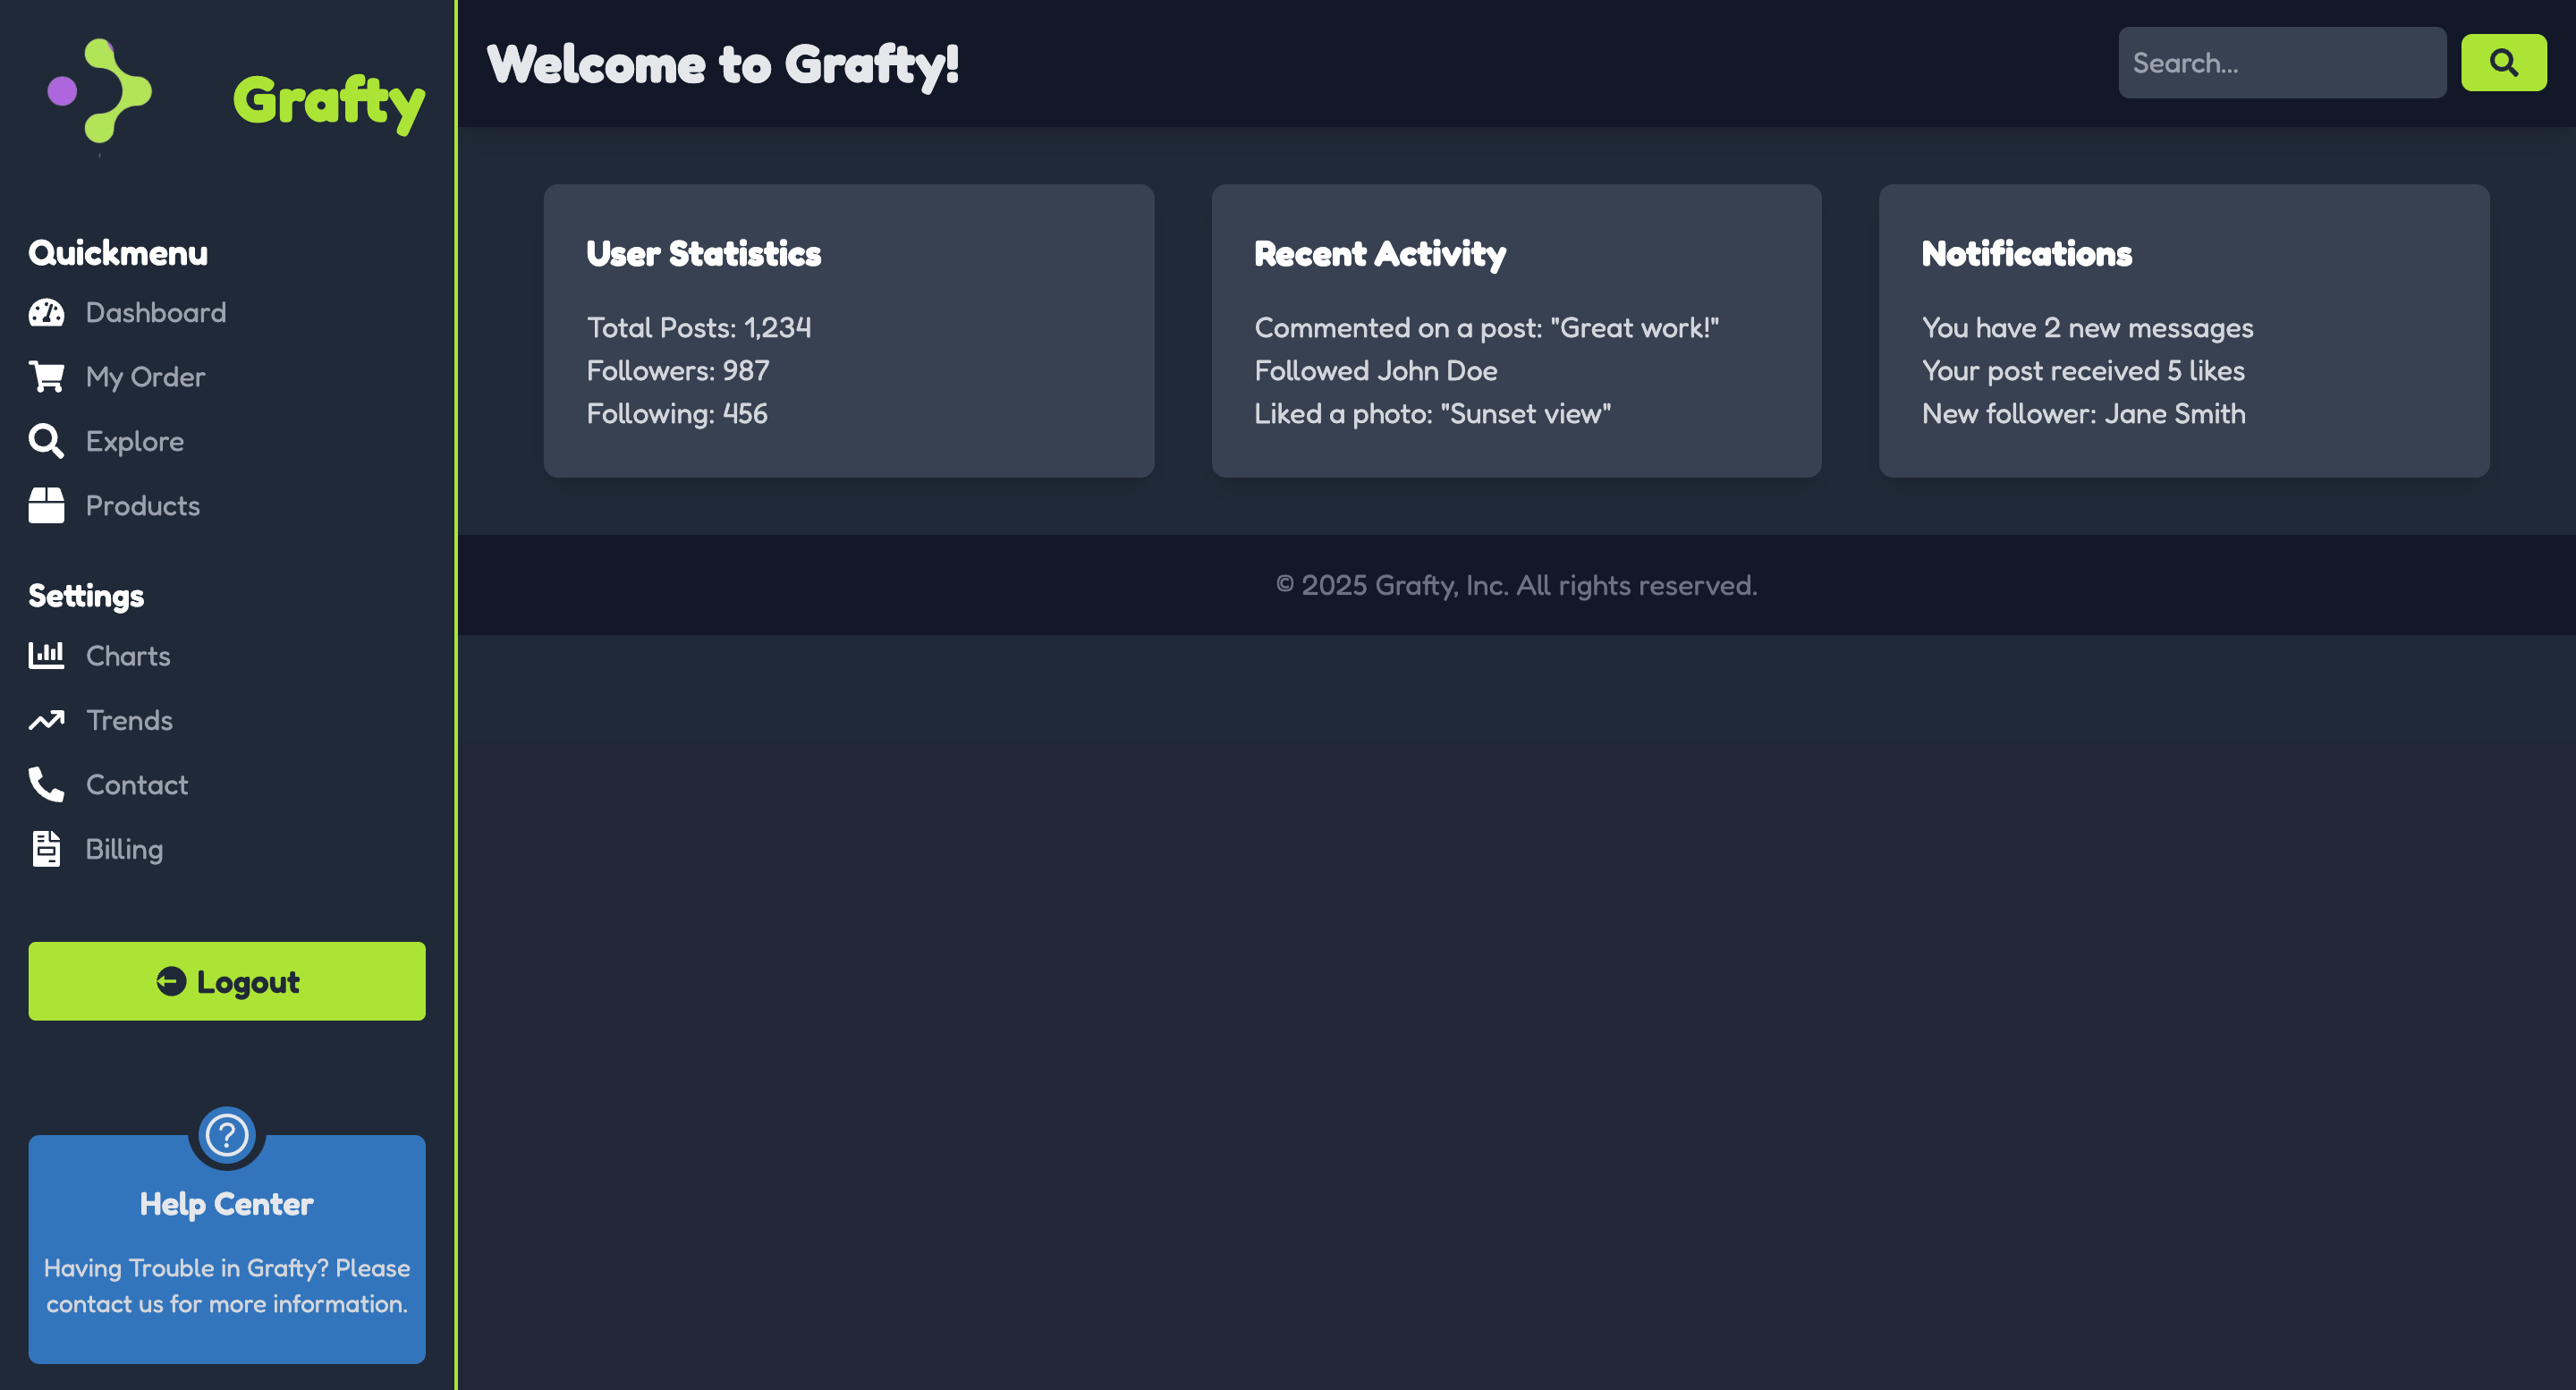 Grafty
Quickmenu
Dashboard
My Order
Explore
Products
Settings
Charts
Trends
Contact
Billing
Logout
Help Center
Having Trouble in Grafty? Please
contact us for more information.
Welcome to Grafty!
Search...
User Statistics
Total Posts: 1,234
Followers: 987
Following: 456
Recent Activity
Commented on a post: "Great work!"
Followed John Doe
Liked a photo: "Sunset view"
Notifications
You have 2 new messages
Your post received 5 likes
New follower: Jane Smith
© 2025 Grafty, Inc. All rights reserved.